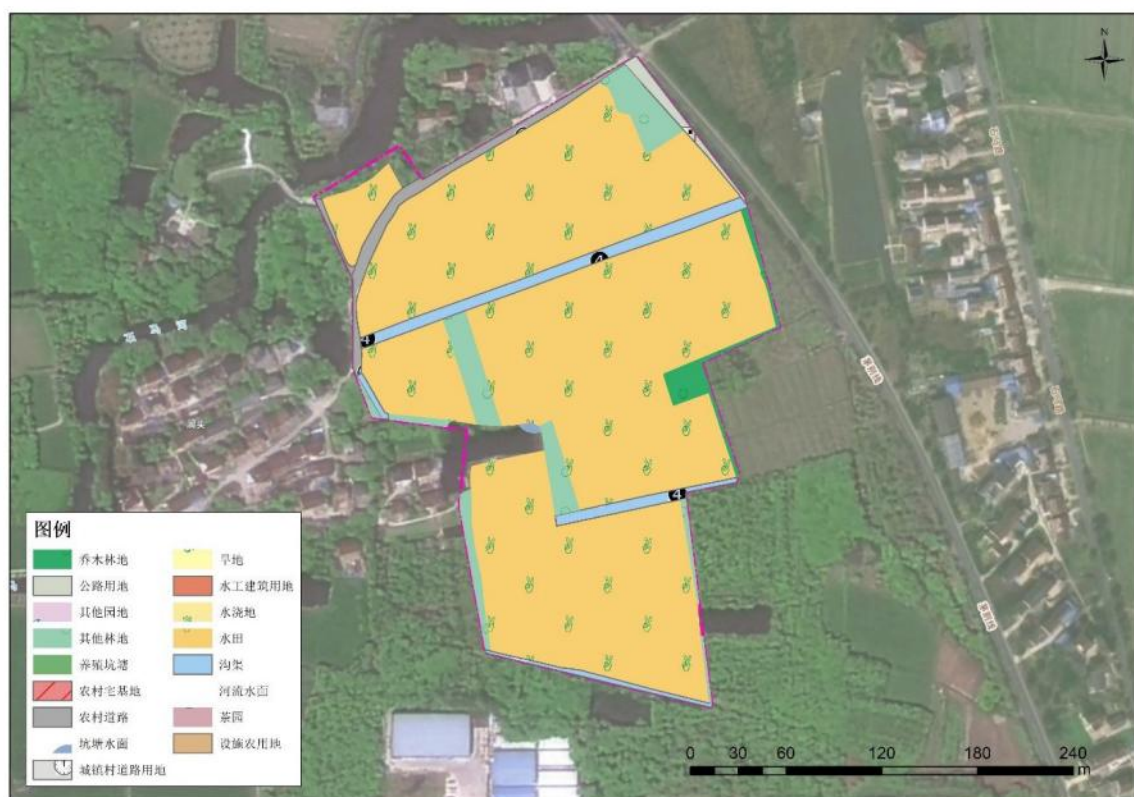 N
4
4
4
图例
乔木林地
旱地
公路用地
水工建筑用地
其他园地
水浇地
其他林地
水田
养殖坑塘
沟渠
农村宅基地
河流水面
农村道路
茶园
坑塘水面
设施农用地
城镇村道路用地
0 30 60 120 180 240
m